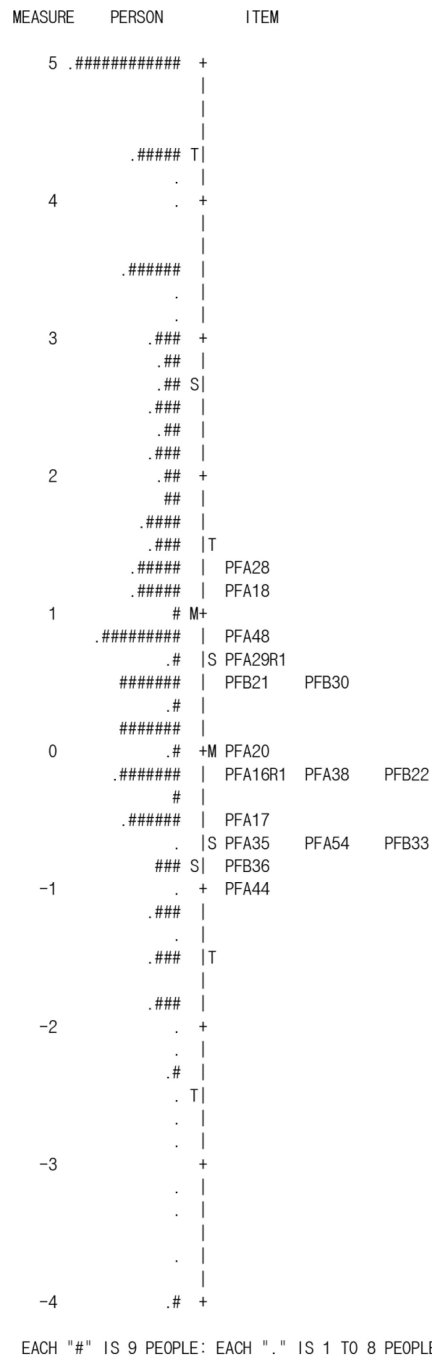 MEASURE    PERSON            ITEM
5 .############  +
|
|
|
.##### T|
.  |
4                .  +
|
|
.######  |
.  |
.  |
3             .###  +
.##  |
.## S|
.###  |
.##  |
.###  |
2              .##  +
##  |
.####  |
.###  |T
.#####  |  PFA28
.#####  |  PFA18
1                # M+
.#########  |  PFA48
.#  |S PFA29R1
#######  |  PFB21    PFB30
.#  |
#######  |
0               .#  +M PFA20
.#######  |  PFA16R1  PFA38    PFB22
#  |
.######  |  PFA17
.  |S PFA35    PFA54    PFB33
### S|  PFB36
-1                .  +  PFA44
.###  |
.  |
.###  |T
|
.###  |
-2                .  +
.  |
.#  |
. T|
.  |
.  |
-3                   +
.  |
.  |
|
.  |
|
-4               .#  +
EACH "#" IS 9 PEOPLE: EACH "." IS 1 TO 8 PEOPLE